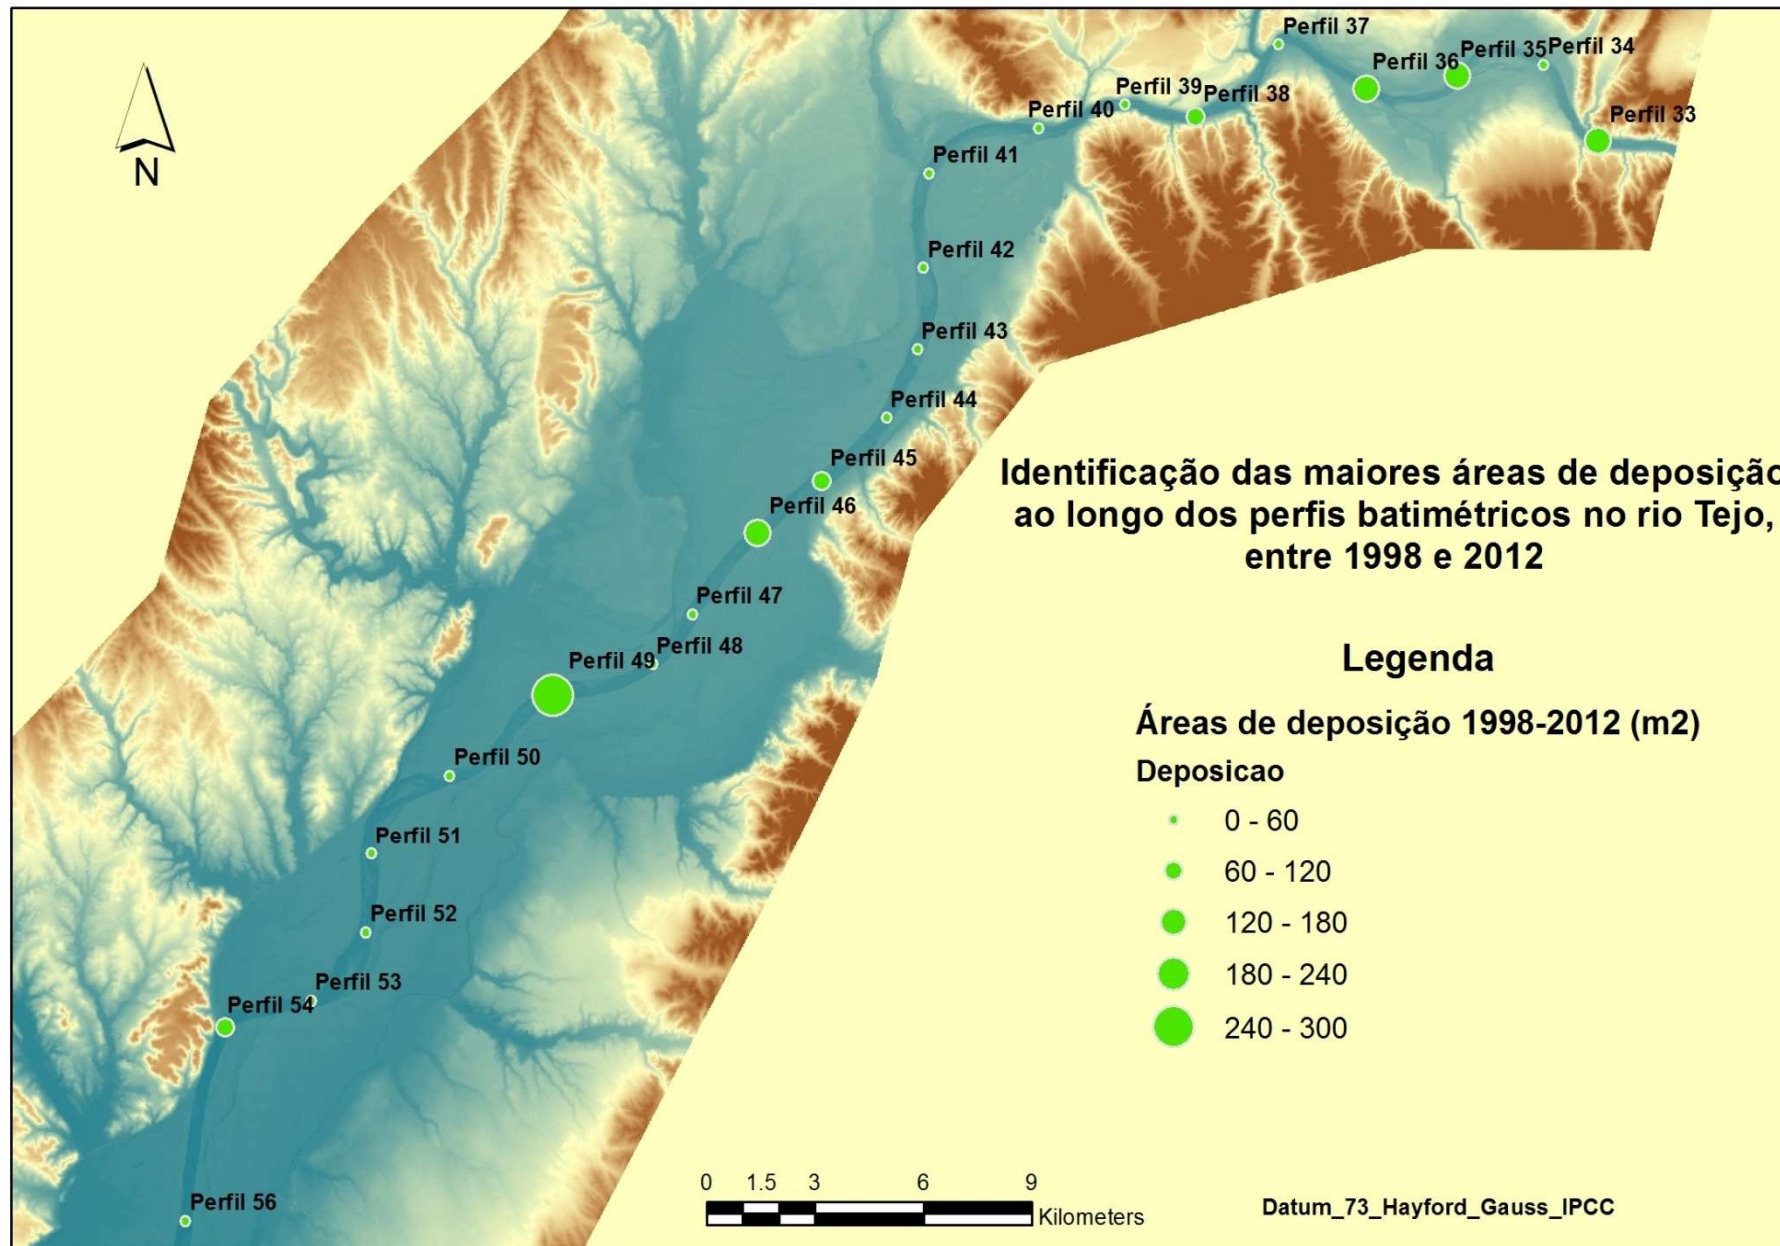 Perfil 37
Perfil 36
Perfil 35
Perfil 34
Perfil 39
Perfil 38
Perfil 40
Perfil 33
Perfil 41
N
Perfil 42
Perfil 43
Perfil 44
Perfil 45
Perfil 46
Perfil 47
Perfil 48
Perfil 49
Perfil 50
Perfil 51
Perfil 52
Perfil 53
Perfil 54
Perfil 56
Identificação das maiores áreas de deposição
ao longo dos perfis batimétricos no rio Tejo,
entre 1998 e 2012
Legenda
Áreas de deposição 1998-2012 (m2)
Deposicao
0 - 60
60 - 120
120 - 180
180 - 240
240 - 300
0 1.5 3 6 9
Kilometers
Datum_73_Hayford_Gauss_IPCC